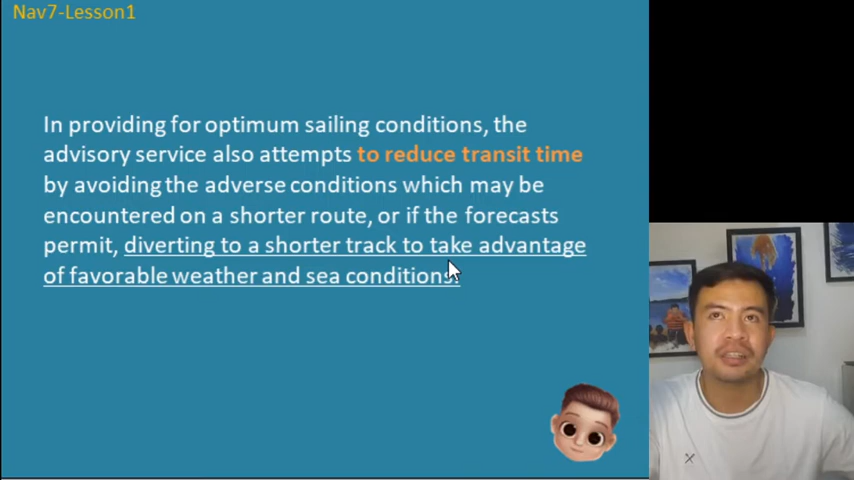 Nav7-Lesson1
In providing for optimum sailing conditions, the
advisory service also attempts to reduce transit time
by avoiding the adverse conditions which may be
encountered on a shorter route, or if the forecasts
permit, diverting to a shorter track to take advantage
of favorable weather and sea conditions.